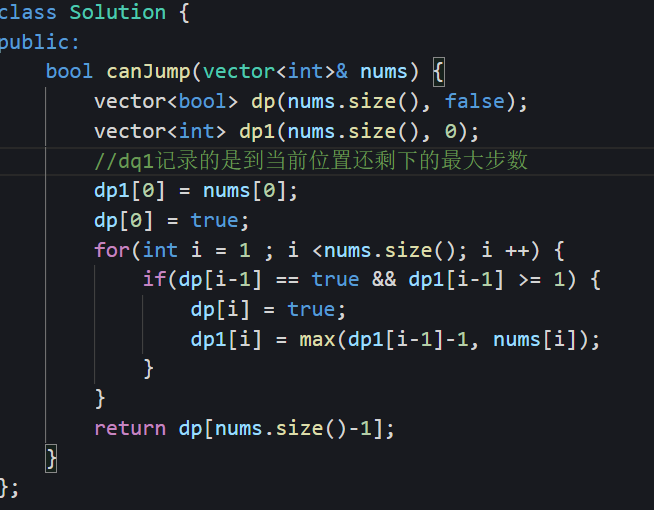 class Solution {
public:
    bool canJump(vector<int>& nums) {
        vector<bool> dp(nums.size(), false);
        vector<int> dp1(nums.size(), 0);
        //dq1记录的是到当前位置还剩下的最大步数
        dp1[0] = nums[0];
        dp[0] = true;
        for(int i = 1 ; i <nums.size(); i ++) {
            if(dp[i-1] == true && dp1[i-1] >= 1) {
                dp[i] = true;
                dp1[i] = max(dp1[i-1]-1, nums[i]);
            }
        }
        return dp[nums.size()-1];
    }
};